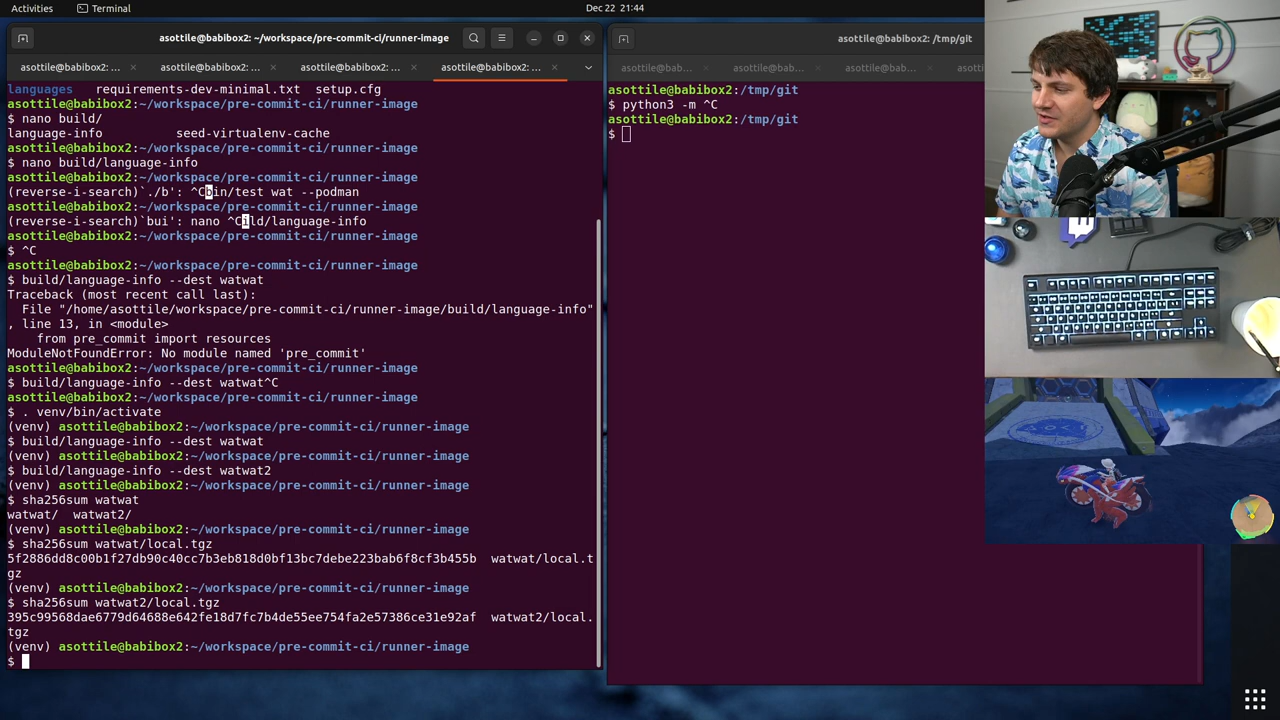 Activities
Terminal
Dec 22 21:44
asottile@babibox2: ~/workspace/pre-commit-ci/runner-image
asottile@babibox2: ...
asottile@babibox2: ...
asottile@babibox2: ...
asottile@babibox2: ...
languages   requirements-dev-minimal.txt  setup.cfg
asottile@babibox2:~/workspace/pre-commit-ci/runner-image
$ nano build/
language-info         seed-virtualenv-cache
asottile@babibox2:~/workspace/pre-commit-ci/runner-image
$ nano build/language-info
asottile@babibox2:~/workspace/pre-commit-ci/runner-image
(reverse-i-search)`./b': ^Cbin/test wat --podman
asottile@babibox2:~/workspace/pre-commit-ci/runner-image
(reverse-i-search)`bui': nano ^Cild/language-info
asottile@babibox2:~/workspace/pre-commit-ci/runner-image
$ ^C
asottile@babibox2:~/workspace/pre-commit-ci/runner-image
$ build/language-info --dest watwat
Traceback (most recent call last):
  File "/home/asottile/workspace/pre-commit-ci/runner-image/build/language-info"
, line 13, in <module>
    from pre_commit import resources
ModuleNotFoundError: No module named 'pre_commit'
asottile@babibox2:~/workspace/pre-commit-ci/runner-image
$ build/language-info --dest watwat^C
asottile@babibox2:~/workspace/pre-commit-ci/runner-image
$ . venv/bin/activate
(venv) asottile@babibox2:~/workspace/pre-commit-ci/runner-image
$ build/language-info --dest watwat
(venv) asottile@babibox2:~/workspace/pre-commit-ci/runner-image
$ build/language-info --dest watwat2
(venv) asottile@babibox2:~/workspace/pre-commit-ci/runner-image
$ sha256sum watwat
watwat/  watwat2/
(venv) asottile@babibox2:~/workspace/pre-commit-ci/runner-image
$ sha256sum watwat/local.tgz
5f2886dd8c00b1f27db90c40cc7b3eb818d0bf13bc7debe223bab6f8cf3b455b  watwat/local.t
gz
(venv) asottile@babibox2:~/workspace/pre-commit-ci/runner-image
$ sha256sum watwat2/local.tgz
395c99568dae6779d64688e642fe18d7fc7b4de55ee754fa2e57386ce31e92af  watwat2/local.
tgz
(venv) asottile@babibox2:~/workspace/pre-commit-ci/runner-image
$
asottile@babibox2: /tmp/git
asottile@bab...
asottile@bab...
asottile@bab...
asotti
asottile@babibox2:/tmp/git
$ python3 -m ^C
asottile@babibox2:/tmp/git
$